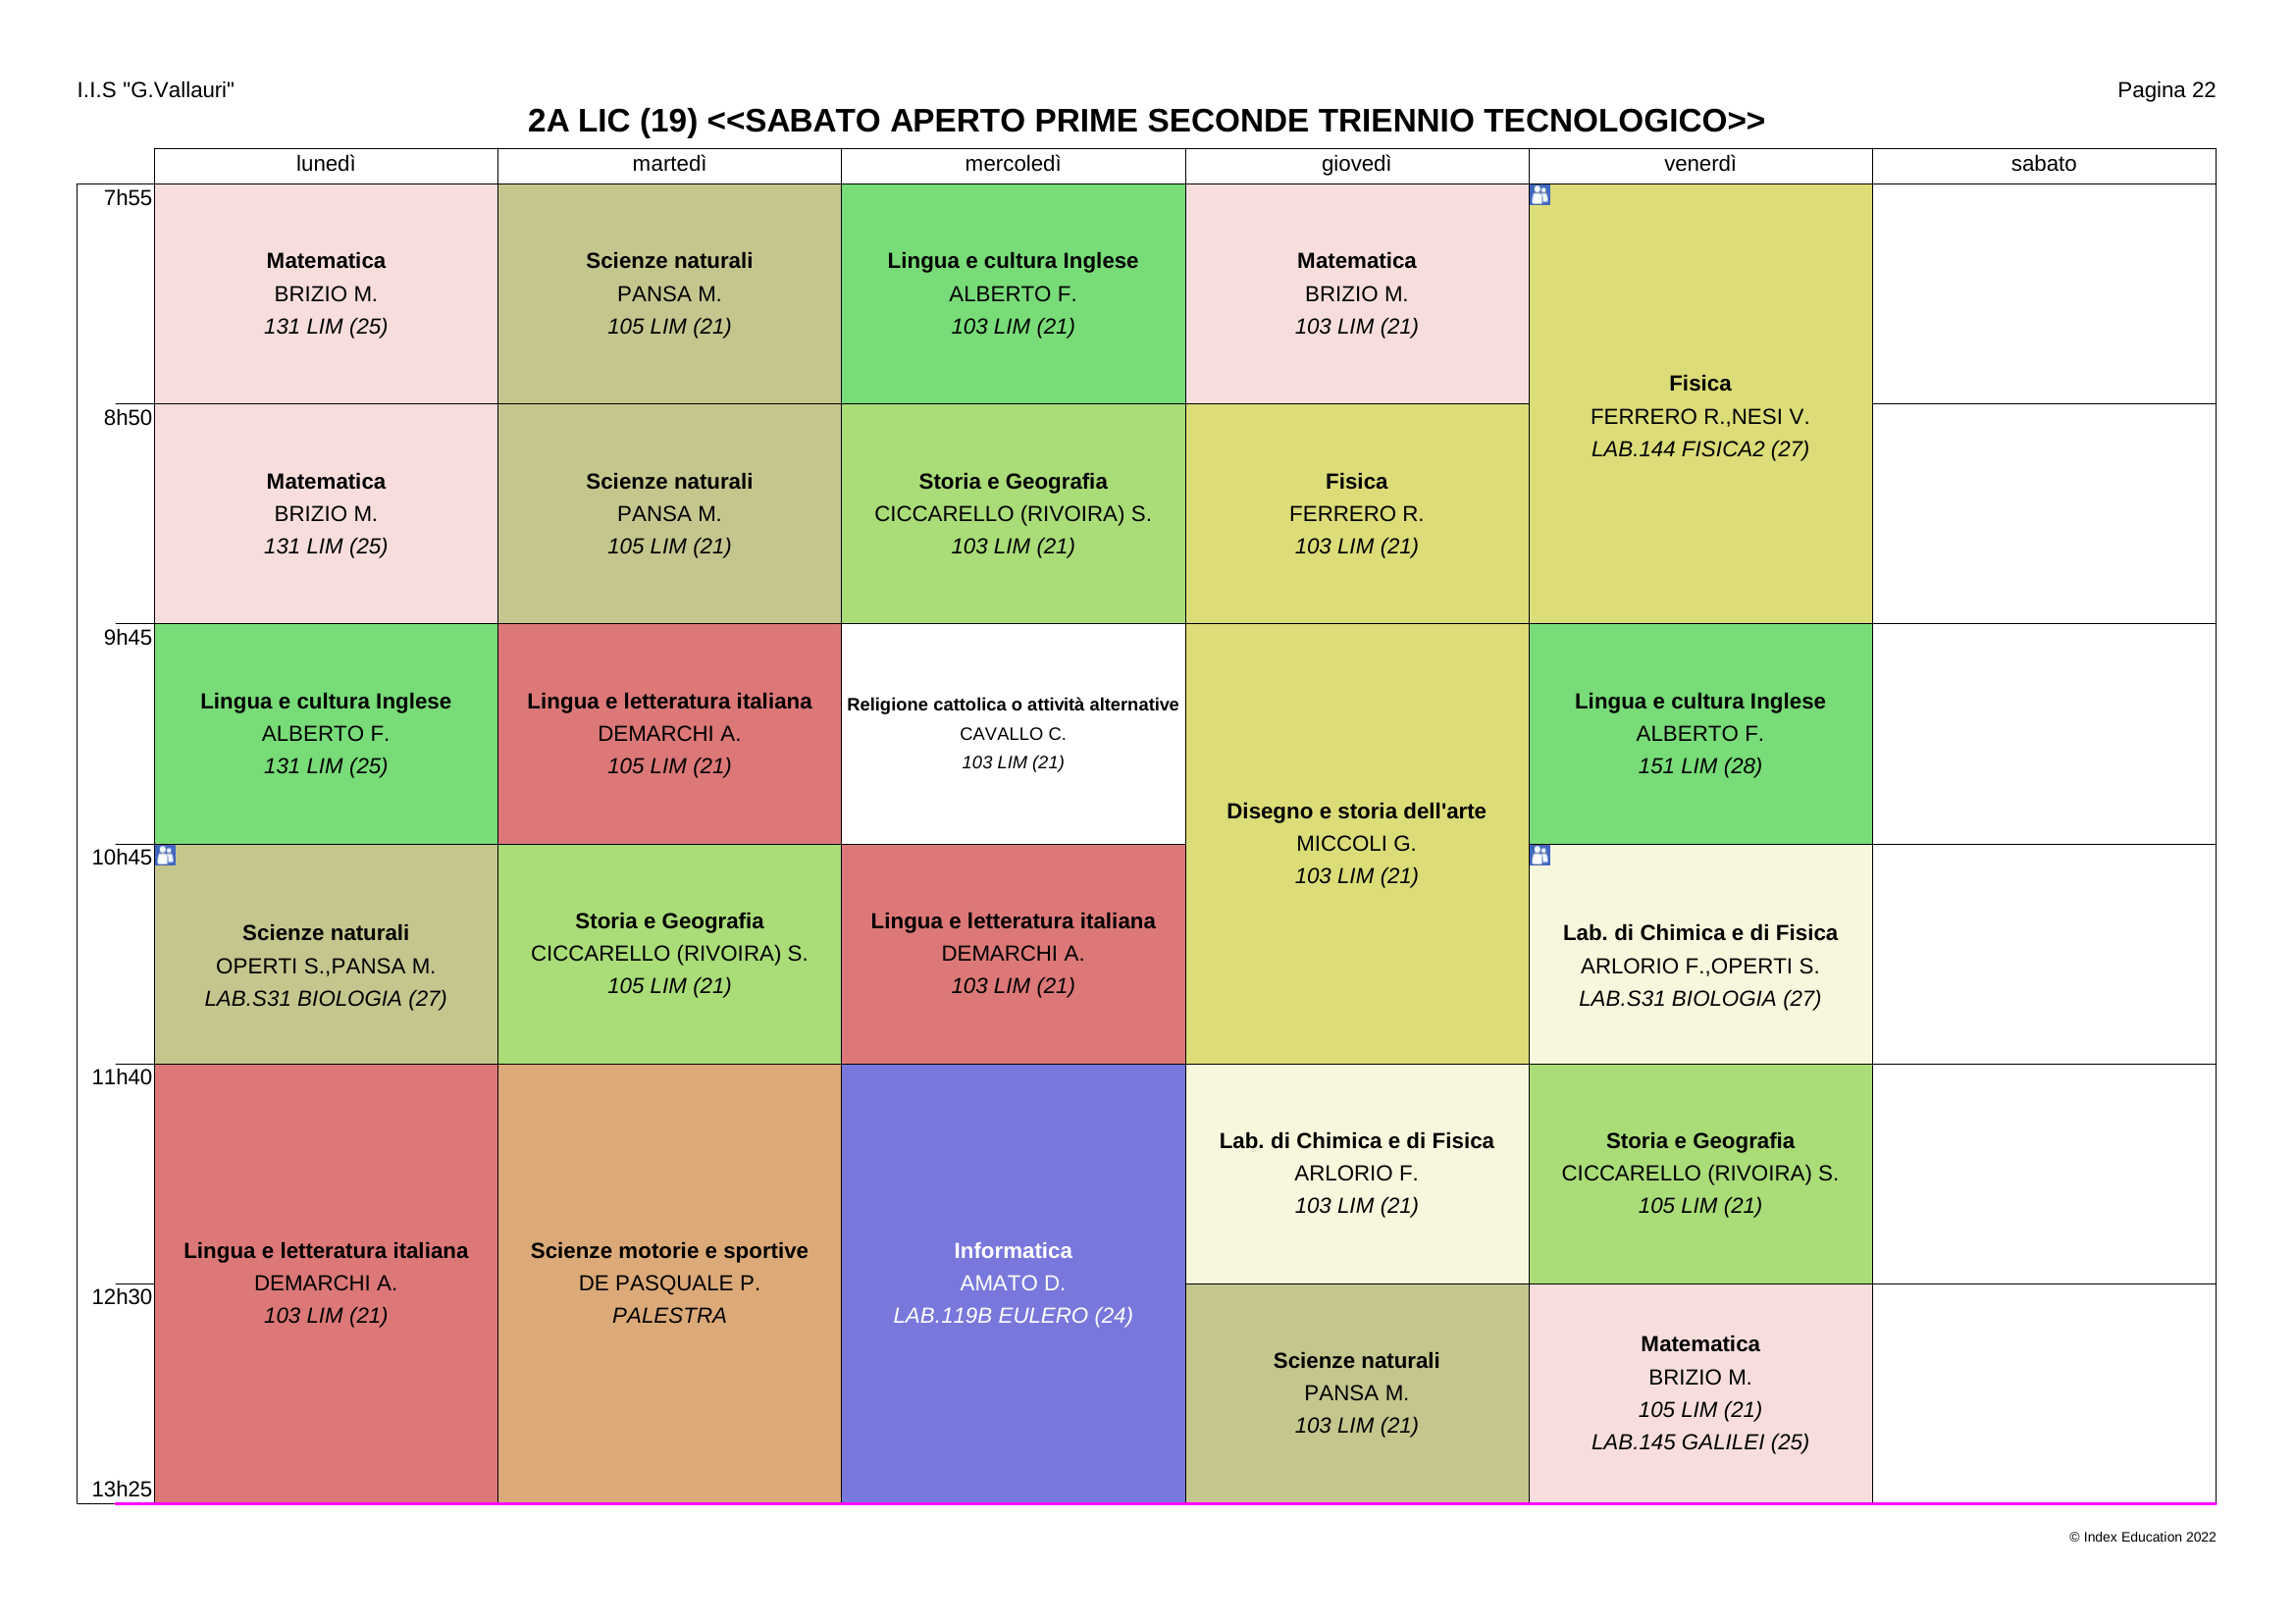 I.I.S "G.Vallauri"
Pagina 22
2A LIC (19) <<SABATO APERTO PRIME SECONDE TRIENNIO TECNOLOGICO>>
lunedì martedì mercoledì giovedì venerdì sabato
7h55
Matematica
BRIZIO M.
131 LIM (25)
Scienze naturali
PANSA M.
105 LIM (21)
Lingua e cultura Inglese
ALBERTO F.
103 LIM (21)
Matematica
BRIZIO M.
103 LIM (21)
Fisica
FERRERO R.,NESI V.
LAB.144 FISICA2 (27)
8h50
Matematica
BRIZIO M.
131 LIM (25)
Scienze naturali
PANSA M.
105 LIM (21)
Storia e Geografia
CICCARELLO (RIVOIRA) S.
103 LIM (21)
Fisica
FERRERO R.
103 LIM (21)
9h45
Lingua e cultura Inglese
ALBERTO F.
131 LIM (25)
Lingua e letteratura italiana
DEMARCHI A.
105 LIM (21)
Religione cattolica o attività alternative
CAVALLO C.
103 LIM (21)
Disegno e storia dell'arte
MICCOLI G.
103 LIM (21)
Lingua e cultura Inglese
ALBERTO F.
151 LIM (28)
10h45
Scienze naturali
OPERTI S.,PANSA M.
LAB.S31 BIOLOGIA (27)
Storia e Geografia
CICCARELLO (RIVOIRA) S.
105 LIM (21)
Lingua e letteratura italiana
DEMARCHI A.
103 LIM (21)
Lab. di Chimica e di Fisica
ARLORIO F.,OPERTI S.
LAB.S31 BIOLOGIA (27)
11h40
Lingua e letteratura italiana
DEMARCHI A.
103 LIM (21)
Scienze motorie e sportive
DE PASQUALE P.
PALESTRA
Informatica
AMATO D.
LAB.119B EULERO (24)
Lab. di Chimica e di Fisica
ARLORIO F.
103 LIM (21)
Storia e Geografia
CICCARELLO (RIVOIRA) S.
105 LIM (21)
12h30
Scienze naturali
PANSA M.
103 LIM (21)
Matematica
BRIZIO M.
105 LIM (21)
LAB.145 GALILEI (25)
13h25
© Index Education 2022